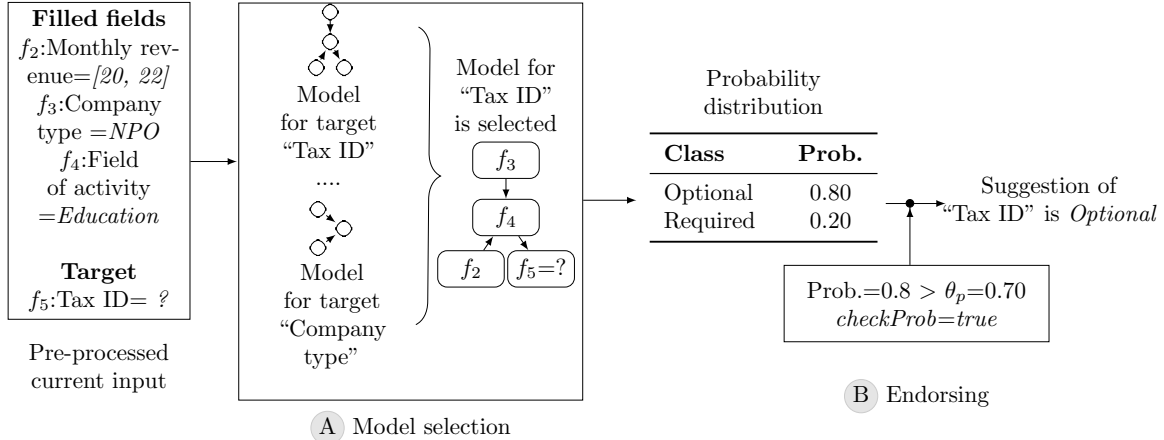 Filled fields
f2:Monthly rev-
enue=[20, 22]
f3:Company
type =NPO
f4:Field
of activity
=Education
Target
f5:Tax ID= ?
Pre-processed
current input
Model
for target
“Tax ID”
....
Model
for target
“Company
type”
Model for
“Tax ID”
is selected
f3
f4
f2
f5=?
A Model selection
Probability
distribution
Class Prob.
Optional 0.80
Required 0.20
Suggestion of
“Tax ID” is Optional
Prob.=0.8 > θp=0.70
checkProb=true
B Endorsing